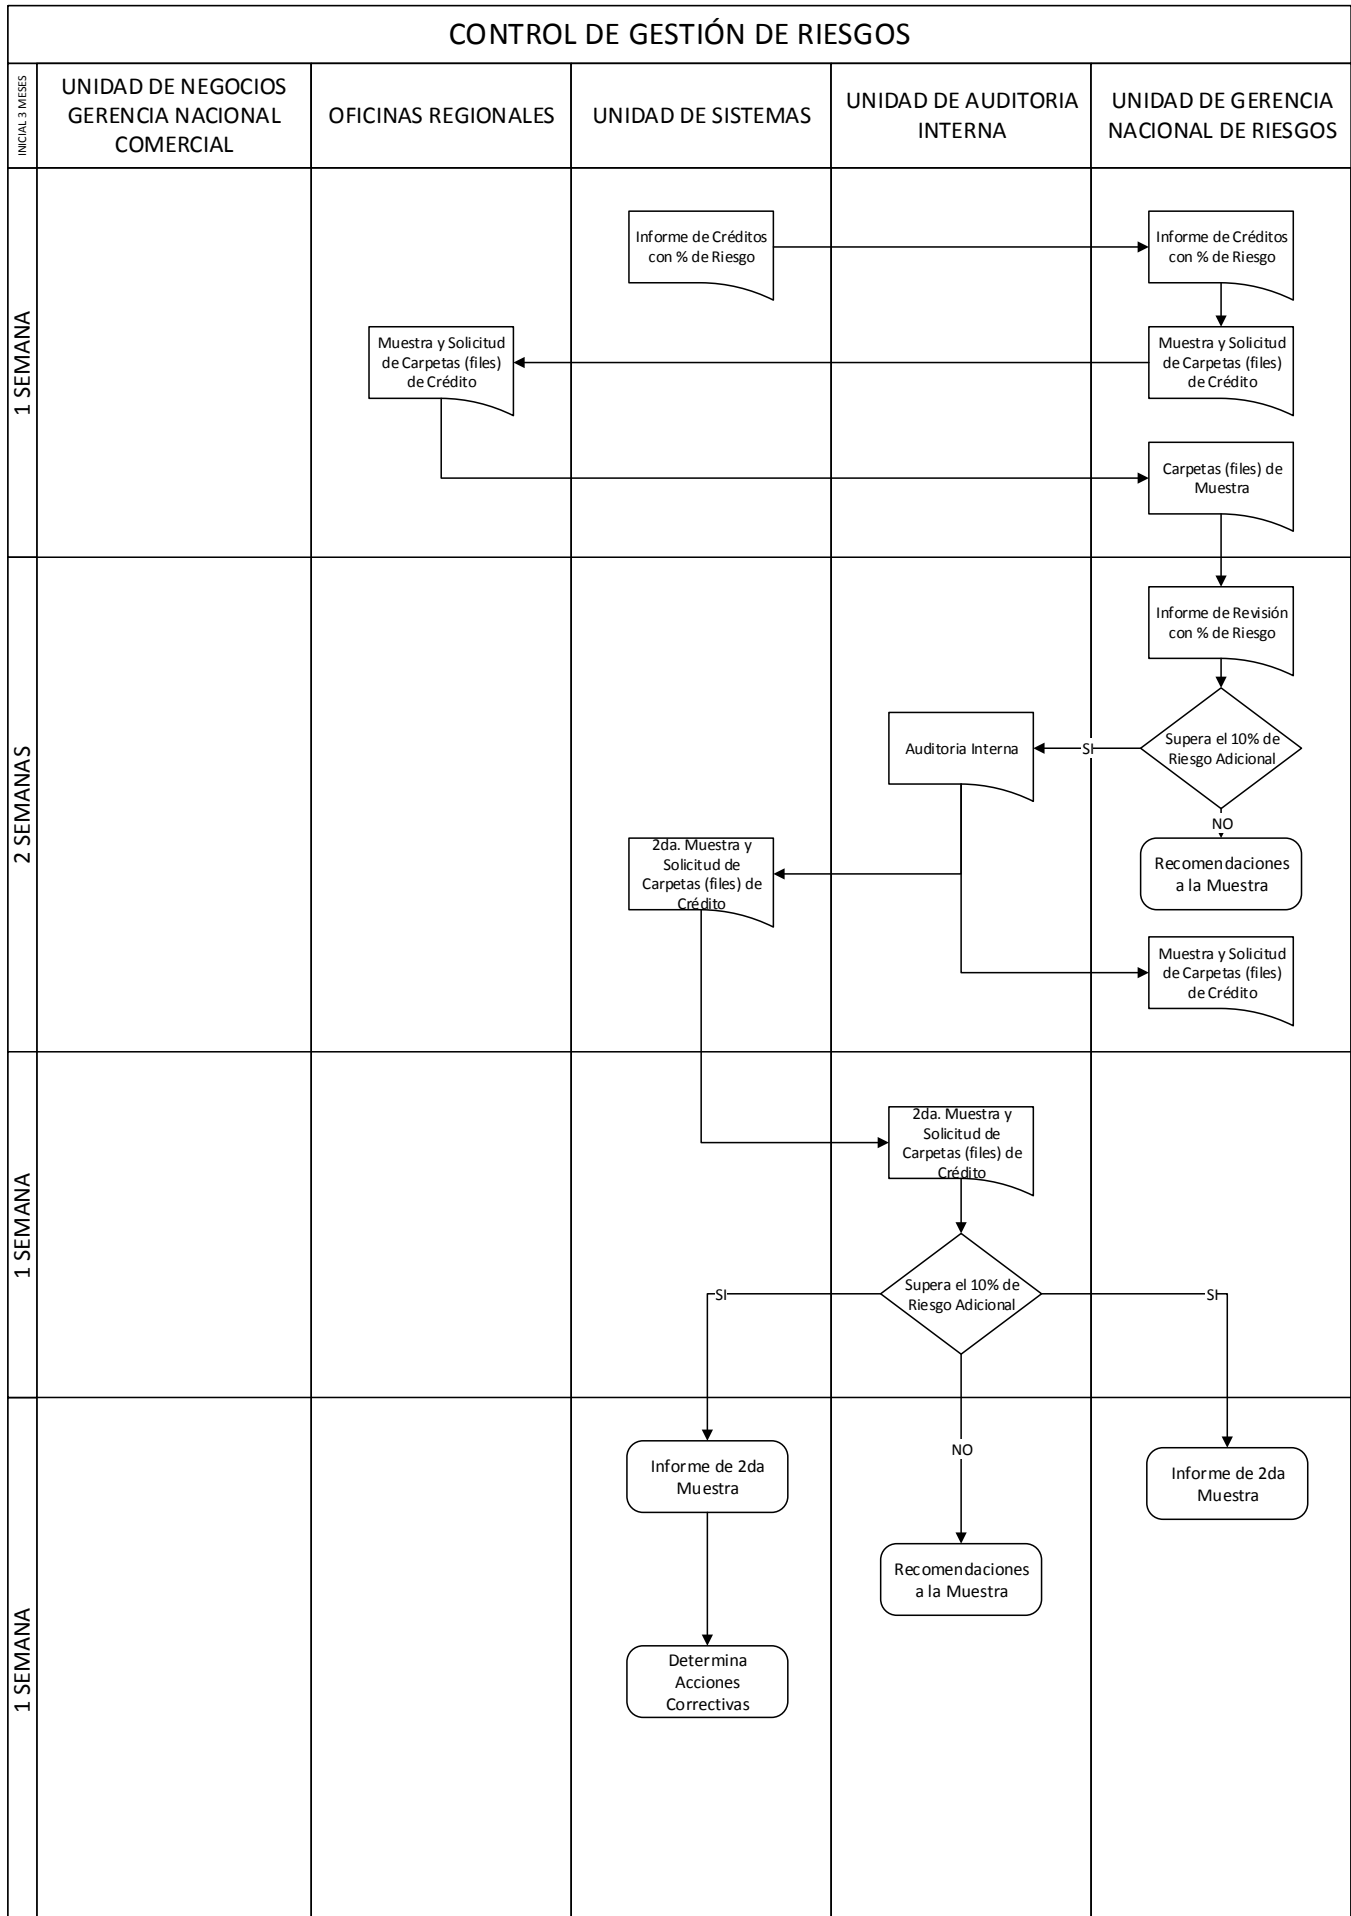 CONTROL DE GESTIÓN DE RIESGOS
INICIAL 3 MESES
UNIDAD DE NEGOCIOS
GERENCIA NACIONAL
COMERCIAL
OFICINAS REGIONALES
UNIDAD DE SISTEMAS
UNIDAD DE AUDITORIA
INTERNA
UNIDAD DE GERENCIA
NACIONAL DE RIESGOS
1 SEMANA
Informe de Créditos
con % de Riesgo
Informe de Créditos
con % de Riesgo
Muestra y Solicitud
de Carpetas (files)
de Crédito
Muestra y Solicitud
de Carpetas (files)
de Crédito
Carpetas (files) de
Muestra
2 SEMANAS
Informe de Revisión
con % de Riesgo
Auditoria Interna
SI
Supera el 10% de
Riesgo Adicional
NO
2da. Muestra y
Solicitud de
Carpetas (files) de
Crédito
Recomendaciones
a la Muestra
Muestra y Solicitud
de Carpetas (files)
de Crédito
1 SEMANA
2da. Muestra y
Solicitud de
Carpetas (files) de
Crédito
SI
Supera el 10% de
Riesgo Adicional
SI
1 SEMANA
Informe de 2da
Muestra
NO
Informe de 2da
Muestra
Recomendaciones
a la Muestra
Determina
Acciones
Correctivas